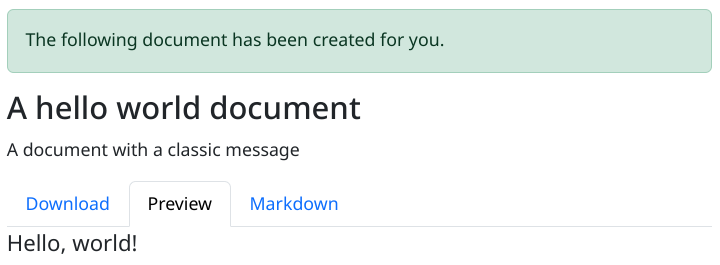 The following document has been created for you.
A hello world document
A document with a classic message
Download Preview Markdown
Hello, world!